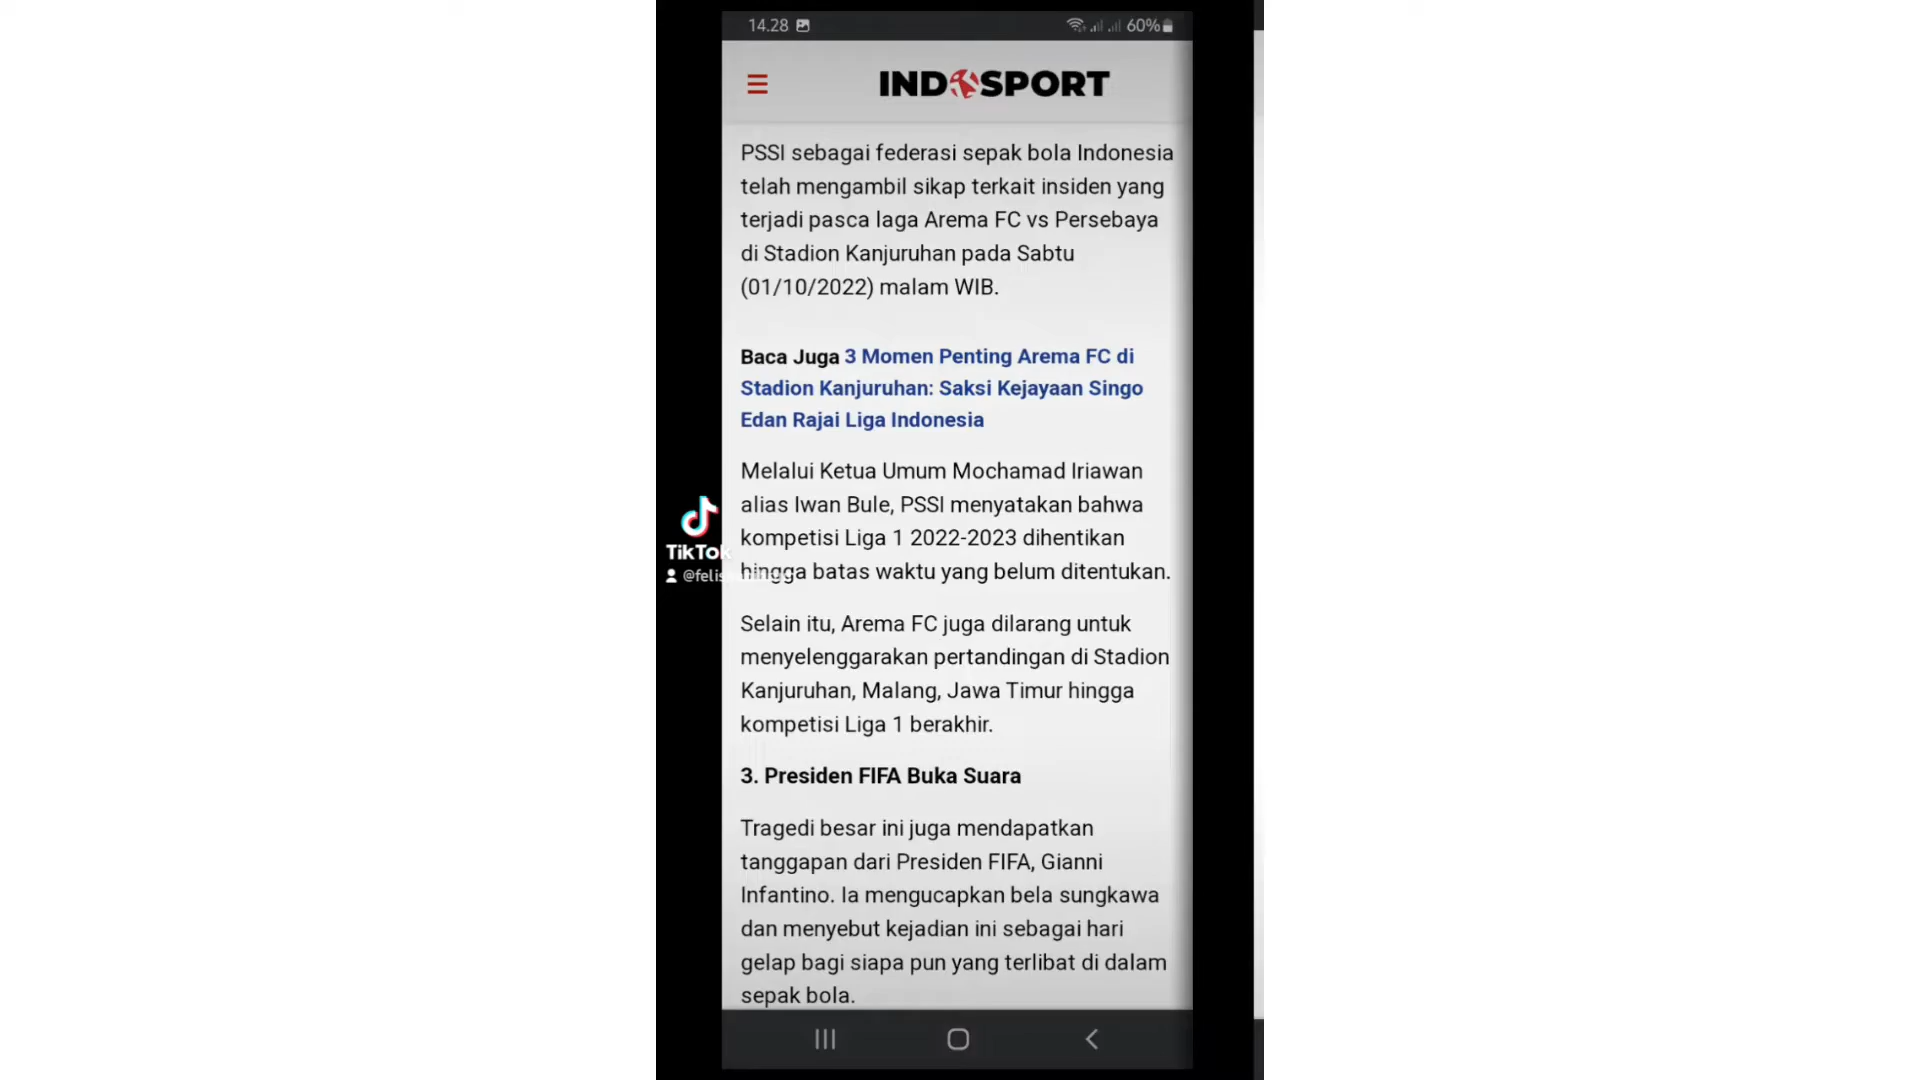 14.28
60%
INDOSPORT
PSSI sebagai federasi sepak bola Indonesia
telah mengambil sikap terkait insiden yang
terjadi pasca laga Arema FC vs Persebaya
di Stadion Kanjuruhan pada Sabtu
(01/10/2022) malam WIB.
Baca Juga 3 Momen Penting Arema FC di
Stadion Kanjuruhan: Saksi Kejayaan Singo
Edan Rajai Liga Indonesia
Melalui Ketua Umum Mochamad Iriawan
alias Iwan Bule, PSSI menyatakan bahwa
kompetisi Liga 1 2022-2023 dihentikan
hingga batas waktu yang belum ditentukan.
TikTok
Selain itu, Arema FC juga dilarang untuk
menyelenggarakan pertandingan di Stadion
Kanjuruhan, Malang, Jawa Timur hingga
kompetisi Liga 1 berakhir.
3. Presiden FIFA Buka Suara
Tragedi besar ini juga mendapatkan
tanggapan dari Presiden FIFA, Gianni
Infantino. Ia mengucapkan bela sungkawa
dan menyebut kejadian ini sebagai hari
gelap bagi siapa pun yang terlibat di dalam
sepak bola.